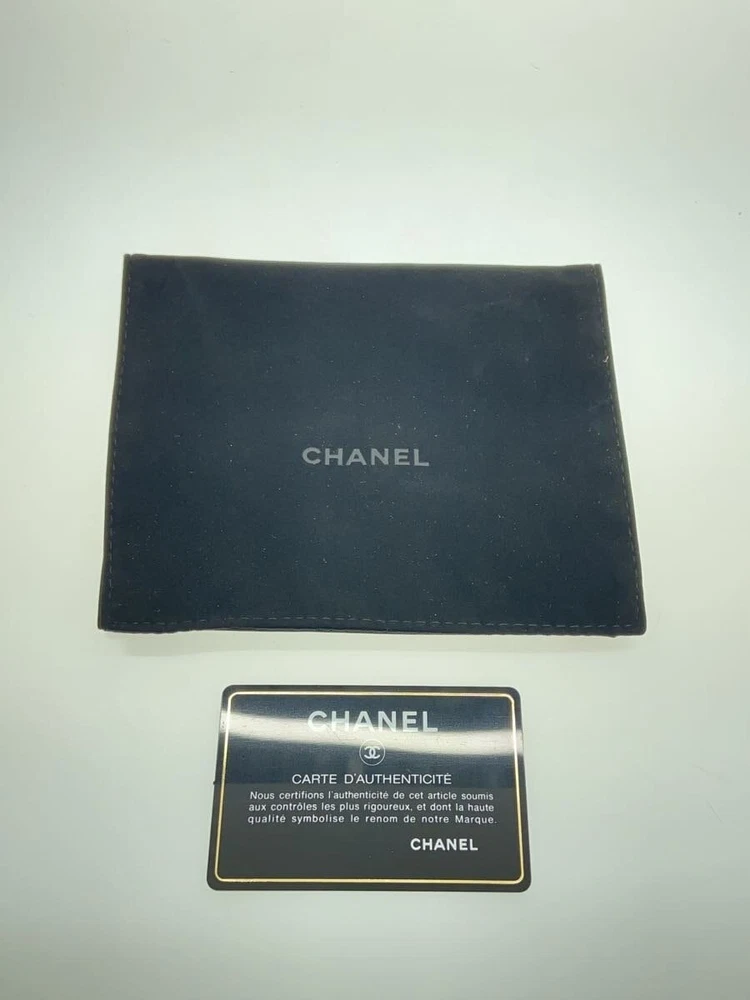 CHANEL
CHANEL
CARTE D'AUTHENTICITÉ
Nous certifions l'authenticité de cet article soumis
aux contrôles les plus rigoureux, et dont la haute
qualité symbolise le renom de notre Marque.
CHANEL